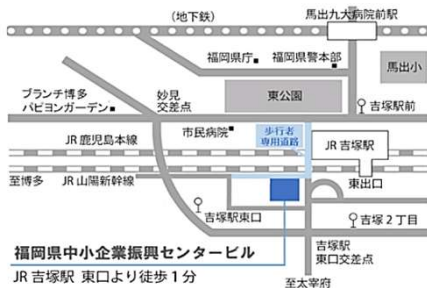 (地下鉄)
馬出九大病院前駅
福岡県庁
福岡県警本部
馬出小
ブランチ博多
パピヨンガーデン
妙見
交差点
東公園
吉塚駅前
市民病院
歩行者
専用道路
JR 鹿児島本線
JR 吉塚駅
至博多
JR 山陽新幹線
東出口
吉塚駅東口
吉塚2丁目
福岡県中小企業振興センタービル
JR 吉塚駅 東口より徒歩 1 分
吉塚駅
東口交差点
至太宰府